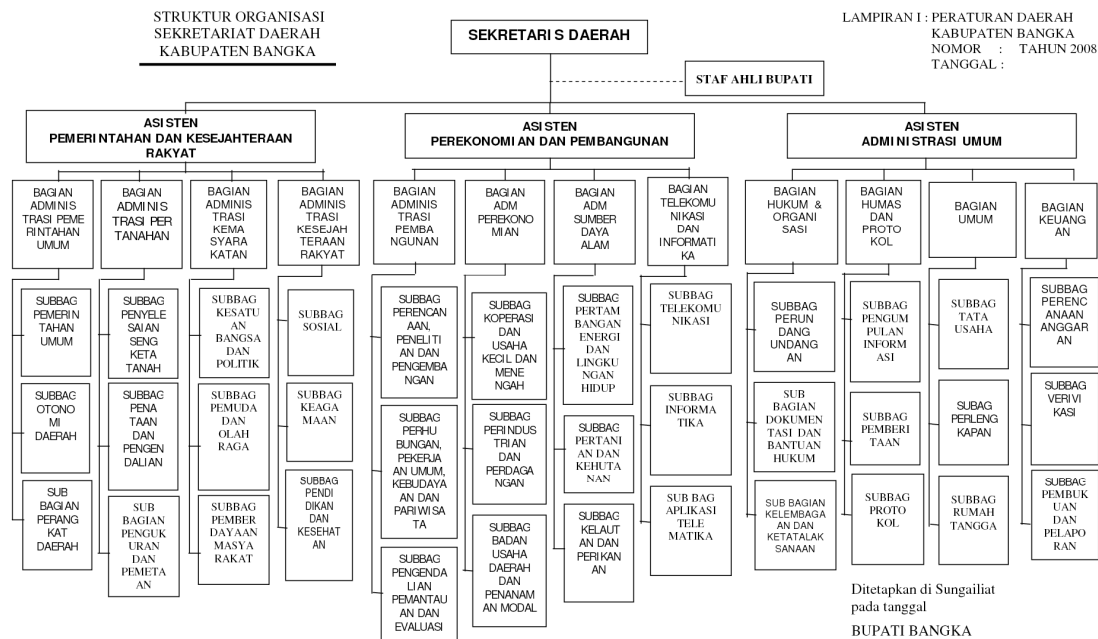 STRUKTUR ORGANISASI
SEKRETARIAT DAERAH
KABUPATEN BANGKA
SEKRETARIS DAERAH
LAMPIRAN I : PERATURAN DAERAH
KABUPATEN BANGKA
NOMOR : TAHUN 2008
TANGGAL :
STAF AHLI BUPATI
ASISTEN
PEMERINTAHAN DAN KESEJAHTERAAN
RAKYAT
ASISTEN
PEREKONOMIAN DAN PEMBANGUNAN
ASISTEN
ADMINISTRASI UMUM
BAGIAN
ADMINIS
TRASI PEME
RINTAHAN
UMUM
BAGIAN
ADMINIS
TRASI PER
TANAHAN
BAGIAN
ADMINIS
TRASI
KEMA
SYARA
KATAN
BAGIAN
ADMINIS
TRASI
KESEJAH
TERAAN
RAKYAT
BAGIAN
ADMINIS
TRASI
PEMBA
NGUNAN
BAGIAN
ADM
PEREKONO
MIAN
BAGIAN
ADM
SUMBER
DAYA
ALAM
BAGIAN
TELEKOMU
NIKASI
DAN
INFORMATI
KA
BAGIAN
HUKUM &
ORGANI
SASI
BAGIAN
HUMAS
DAN
PROTO
KOL
BAGIAN
UMUM
BAGIAN
KEUANG
AN
SUBBAG
PEMERIN
TAHAN
UMUM
SUBBAG
PENYELE
SAIAN
SENG
KETA
TANAH
SUBBAG
KESATU
AN
BANGSA
DAN
POLITIK
SUBBAG
SOSIAL
SUBBAG
PERENCA
NAAN,
PENELITI
AN DAN
PENGEMBA
NGAN
SUBBAG
KOPERASI
DAN
USAHA
KECIL DAN
MENE
NGAH
SUBBAG
PERTAM
BANGAN
ENERGI
DAN
LINGKU
NGAN
HIDUP
SUBBAG
TELEKOMU
NIKASI
SUBBAG
PERUN
DANG
UNDANG
AN
SUBBAG
PENGUM
PULAN
INFORM
ASI
SUBBAG
TATA
USAHA
SUBBAG
PERENC
ANAAN
ANGGAR
AN
SUBBAG
OTONO
MI
DAERAH
SUBBAG
PENA
TAAN
DAN
PENGEN
DALIAN
SUBBAG
PEMUDA
DAN
OLAH
RAGA
SUBBAG
KEAGA
MAAN
SUBBAG
PERHU
BUNGAN,
PEKERJA
AN UMUM,
KEBUDAYA
AN DAN
PARIWISA
TA
SUBBAG
PERINDUS
TRIAN
DAN
PERDAGA
NGAN
SUBBAG
PERTANI
AN DAN
KEHUTA
NAN
SUBBAG
INFORMA
TIKA
SUB
BAGIAN
DOKUMEN
TASI DAN
BANTUAN
HUKUM
SUBBAG
PEMBERI
TAAN
SUBAG
PERLENG
KAPAN
SUBBAG
VERIVI
KASI
SUB
BAGIAN
PERANG
KAT
DAERAH
SUB
BAGIAN
PENGUK
URAN
DAN
PEMETA
AN
SUBBAG
PEMBER
DAYAAN
MASYA
RAKAT
SUBBAG
PENDI
DIKAN
DAN
KESEHAT
AN
SUBBAG
PENGENDA
LIAN
PEMANTAU
AN DAN
EVALUASI
SUBBAG
BADAN
USAHA
DAERAH
DAN
PENANAM
AN MODAL
SUBBAG
KELAUT
AN DAN
PERIKAN
AN
SUB BAG
APLIKASI
TELE
MATIKA
SUB BAGIAN
KELEMBAGA
AN DAN
KETATALAK
SANAAN
SUBBAG
PROTO
KOL
SUBBAG
RUMAH
TANGGA
SUBBAG
PEMBUK
UAN
DAN
PELAPO
RAN
Ditetapkan di Sungailiat
pada tanggal
BUPATI BANGKA